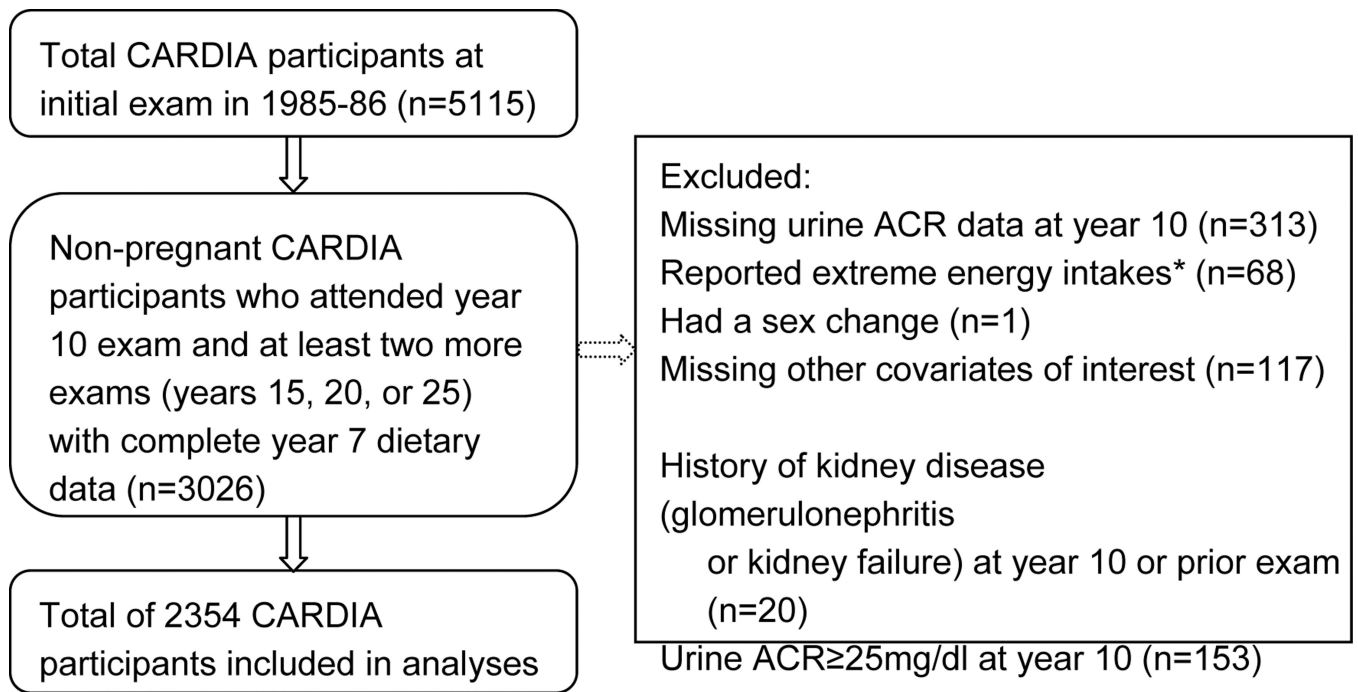 Total CARDIA participants at
initial exam in 1985-86 (n=5115)
Non-pregnant CARDIA
participants who attended year
10 exam and at least two more
exams (years 15, 20, or 25)
with complete year 7 dietary
data (n=3026)
Total of 2354 CARDIA
participants included in analyses
Excluded:
Missing urine ACR data at year 10 (n=313)
Reported extreme energy intakes* (n=68)
Had a sex change (n=1)
Missing other covariates of interest (n=117)
History of kidney disease
(glomerulonephritis
or kidney failure) at year 10 or prior exam
(n=20)
Urine ACR≥25mg/dl at year 10 (n=153)